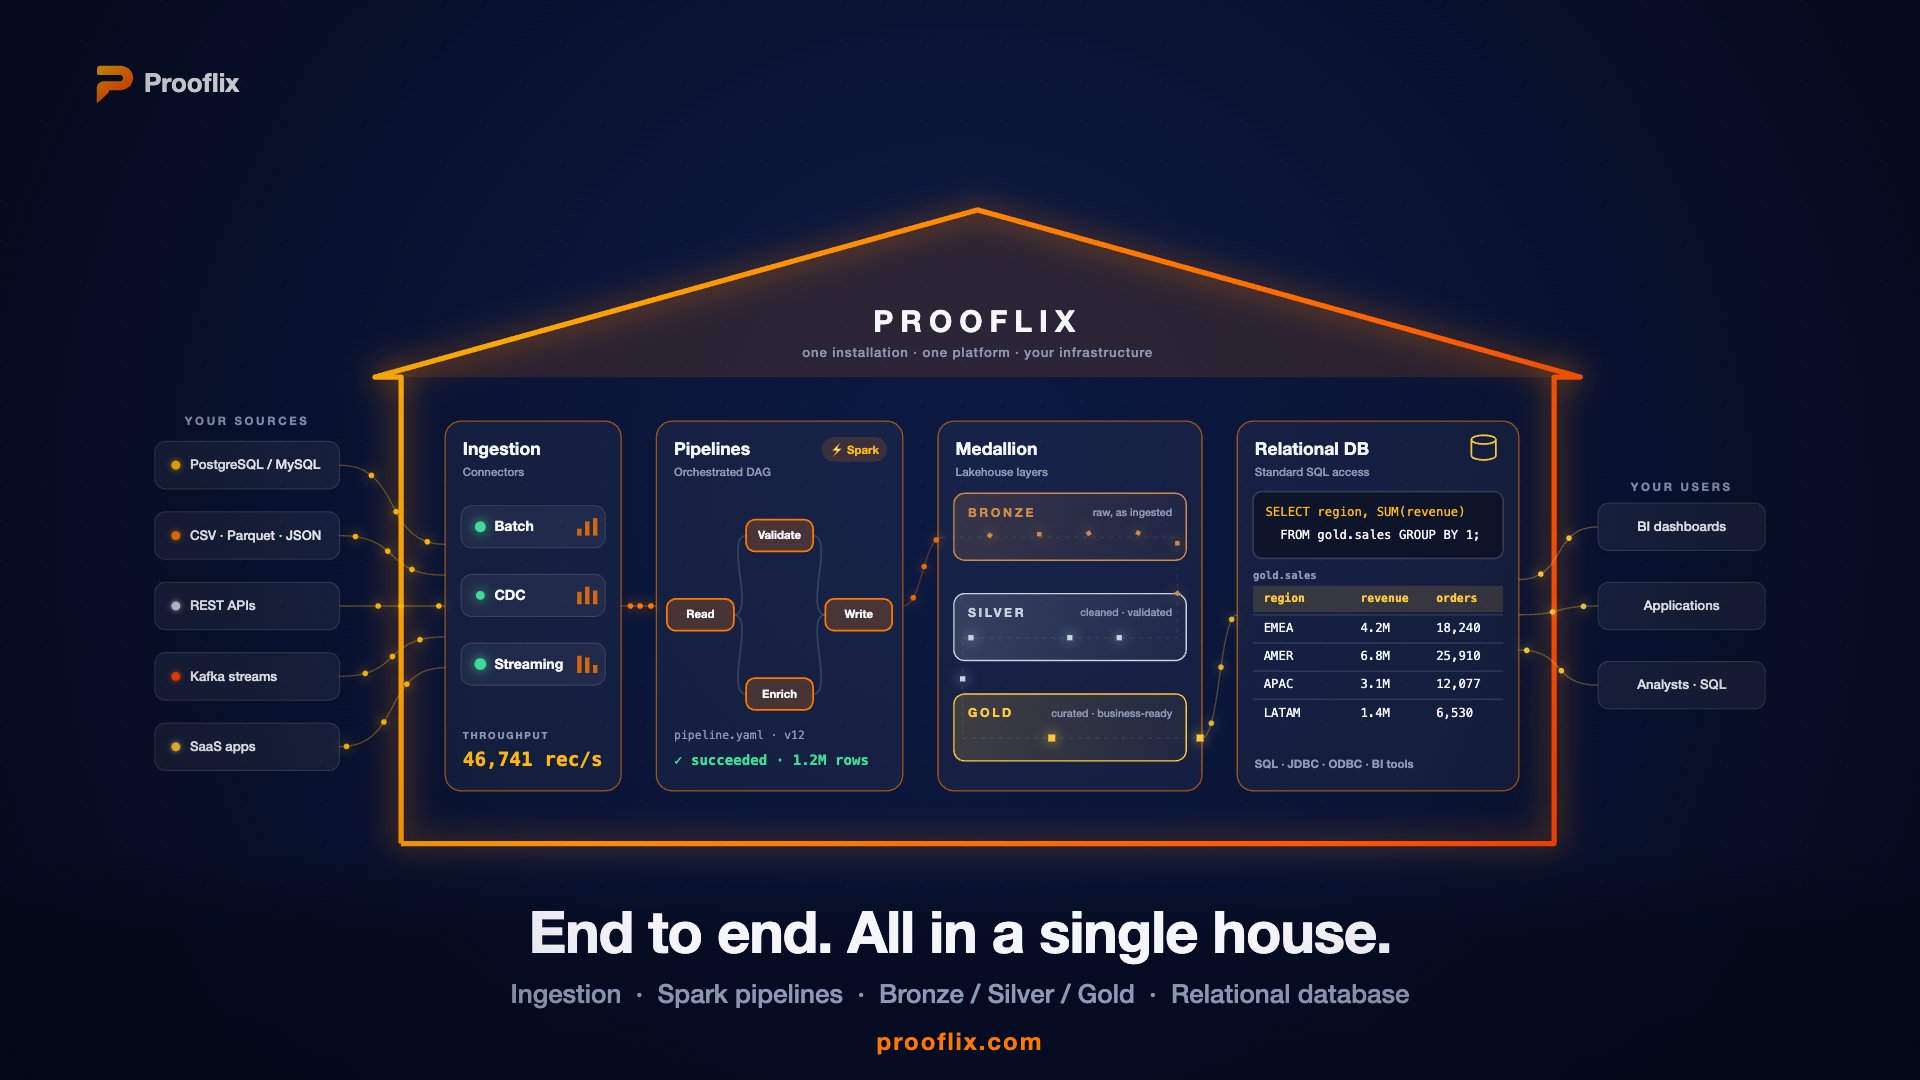 Prooflix
PROOFLIX
one installation · one platform · your infrastructure
YOUR SOURCES
PostgreSQL / MySQL
CSV · Parquet · JSON
REST APIs
Kafka streams
SaaS apps
Ingestion
Connectors
Batch
CDC
Streaming
THROUGHPUT
46,741 rec/s
Pipelines
⚡ Spark
Orchestrated DAG
Validate
Read
Write
Enrich
pipeline.yaml · v12
✓ succeeded · 1.2M rows
Medallion
Lakehouse layers
BRONZE raw, as ingested
SILVER cleaned · validated
GOLD curated · business-ready
Relational DB
Standard SQL access
SELECT region, SUM(revenue)
FROM gold.sales GROUP BY 1;
gold.sales
region revenue orders
EMEA 4.2M 18,240
AMER 6.8M 25,910
APAC 3.1M 12,077
LATAM 1.4M 6,530
SQL · JDBC · ODBC · BI tools
YOUR USERS
BI dashboards
Applications
Analysts · SQL
End to end. All in a single house.
Ingestion · Spark pipelines · Bronze / Silver / Gold · Relational database
prooflix.com